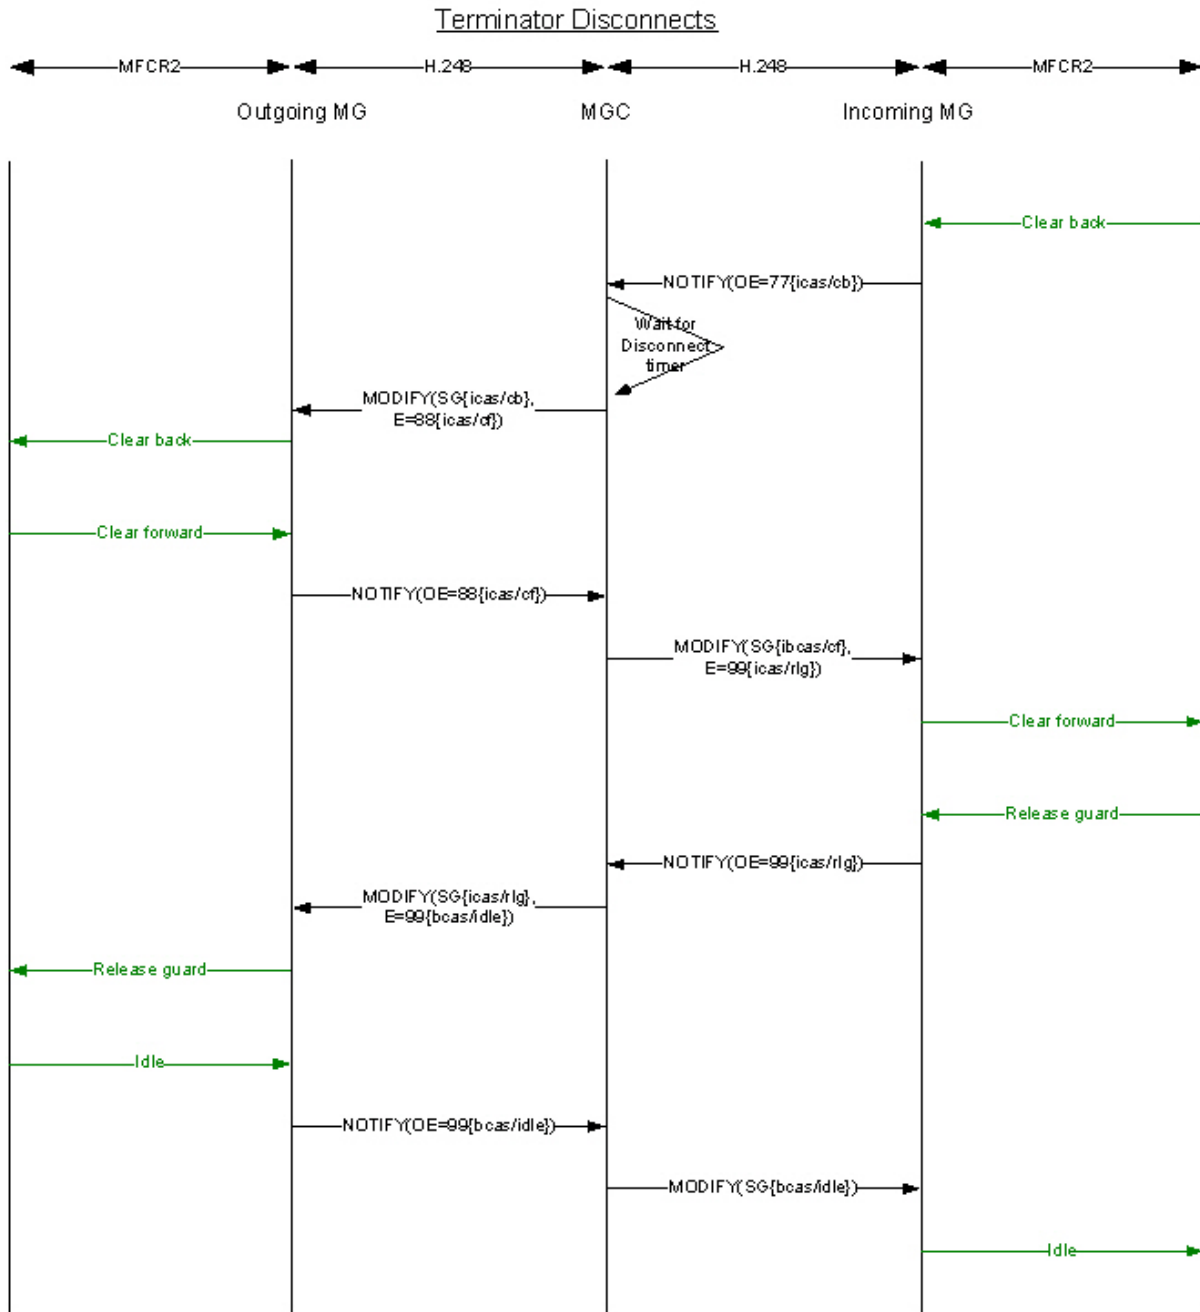 Terminator Disconnects
MFCR2 H.248 H.248 MFCR2
Outgoing MG MGC Incoming MG
Clear back
NOTIFY(OE=77{icas/cb})
Wait for
Disconnect
timer
MODIFY(SG{icas/cb},
E=88{icas/cf})
Clear back
Clear forward
NOTIFY(OE=88{icas/cf})
MODIFY(SG{ibcas/cf},
E=99{icas/rlg})
Clear forward
Release guard
NOTIFY(OE=99{icas/rlg})
MODIFY(SG{icas/rlg},
E=99{bcas/idle})
Release guard
Idle
NOTIFY(OE=99{bcas/idle})
MODIFY(SG{bcas/idle})
Idle